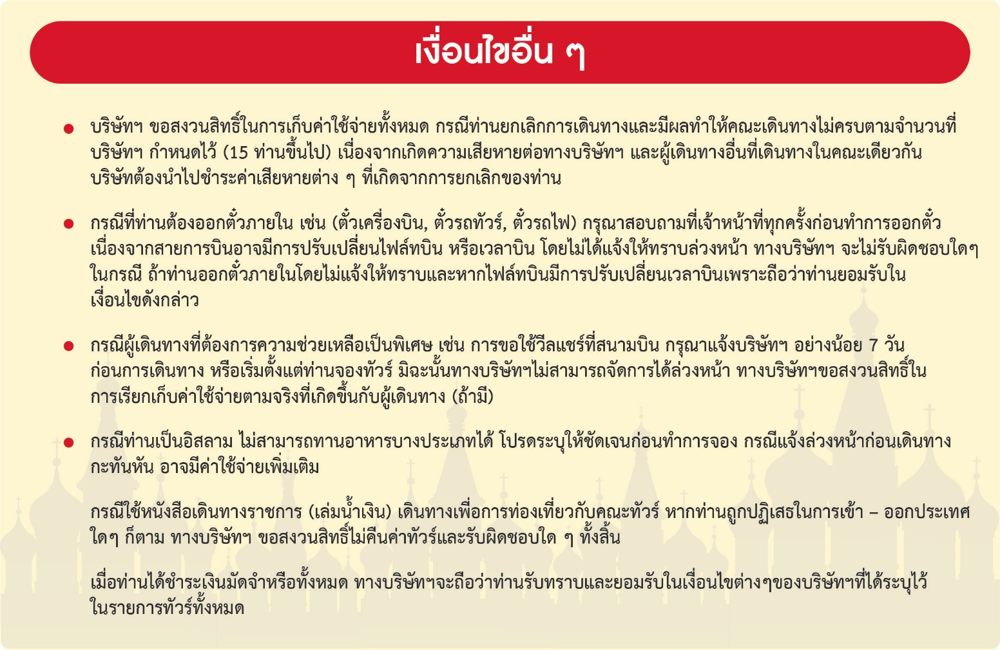 เงื่อนไขอื่น ๆ
บริษัทฯ ขอสงวนสิทธิ์ในการเก็บค่าใช้จ่ายทั้งหมด กรณีท่านยกเลิกการเดินทางและมีผลทำให้คณะเดินทางไม่ครบตามจำนวนที่
บริษัทฯ กำหนดไว้ (15 ท่านขึ้นไป) เนื่องจากเกิดความเสียหายต่อทางบริษัทฯ และผู้เดินทางอื่นที่เดินทางในคณะเดียวกัน
บริษัทต้องนำไปชำระค่าเสียหายต่าง ๆ ที่เกิดจากการยกเลิกของท่าน
กรณีที่ท่านต้องออกตั๋วภายใน เช่น (ตั๋วเครื่องบิน, ตั๋วรถทัวร์, ตั๋วรถไฟ) กรุณาสอบถามที่เจ้าหน้าที่ทุกครั้งก่อนทำการออกตั๋ว
เนื่องจากสายการบินอาจมีการปรับเปลี่ยนไฟล์ทบิน หรือเวลาบิน โดยไม่ได้แจ้งให้ทราบล่วงหน้า ทางบริษัทฯ จะไม่รับผิดชอบใดๆ
ในกรณี ถ้าท่านออกตั๋วภายในโดยไม่แจ้งให้ทราบและหากไฟล์ทบินมีการปรับเปลี่ยนเวลาบินเพราะถือว่าท่านยอมรับใน
เงื่อนไขดังกล่าว
กรณีผู้เดินทางที่ต้องการความช่วยเหลือเป็นพิเศษ เช่น การขอใช้วีลแชร์ที่สนามบิน กรุณาแจ้งบริษัทฯ อย่างน้อย 7 วัน
ก่อนการเดินทาง หรือเริ่มตั้งแต่ท่านจองทัวร์ มิฉะนั้นทางบริษัทฯไม่สามารถจัดการได้ล่วงหน้า ทางบริษัทฯขอสงวนสิทธิ์ใน
การเรียกเก็บค่าใช้จ่ายตามจริงที่เกิดขึ้นกับผู้เดินทาง (ถ้ามี)
กรณีท่านเป็นอิสลาม ไม่สามารถทานอาหารบางประเภทได้ โปรดระบุให้ชัดเจนก่อนทำการจอง กรณีแจ้งล่วงหน้าก่อนเดินทาง
กะทันหัน อาจมีค่าใช้จ่ายเพิ่มเติม
กรณีใช้หนังสือเดินทางราชการ (เล่มน้ำเงิน) เดินทางเพื่อการท่องเที่ยวกับคณะทัวร์ หากท่านถูกปฏิเสธในการเข้า – ออกประเทศ
ใดๆ ก็ตาม ทางบริษัทฯ ขอสงวนสิทธิ์ไม่คืนค่าทัวร์และรับผิดชอบใด ๆ ทั้งสิ้น
เมื่อท่านได้ชำระเงินมัดจำหรือทั้งหมด ทางบริษัทฯจะถือว่าท่านรับทราบและยอมรับในเงื่อนไขต่างๆของบริษัทฯที่ได้ระบุไว้
ในรายการทัวร์ทั้งหมด